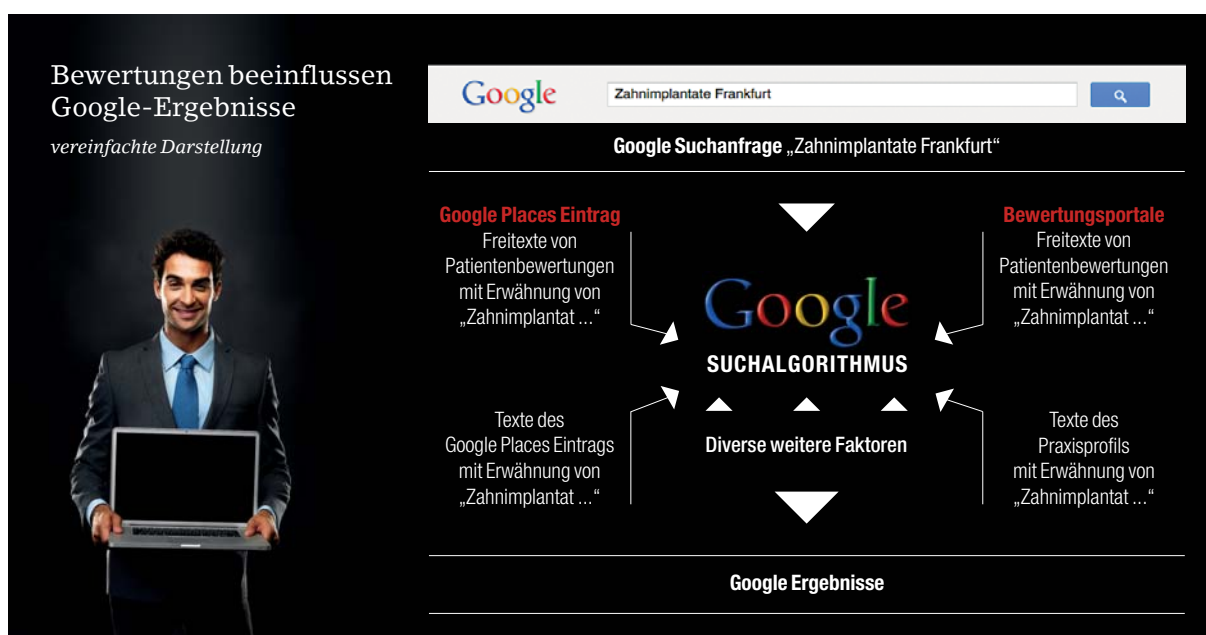 Bewertungen beeinflussen
Google-Ergebnisse
vereinfachte Darstellung
Google
Zahnimplantate Frankfurt
Google Suchanfrage „Zahnimplantate Frankfurt“
Google Places Eintrag
Freitexte von
Patientenbewertungen
mit Erwähnung von
„Zahnimplantat ...“
Bewertungsportale
Freitexte von
Patientenbewertungen
mit Erwähnung von
„Zahnimplantat ...“
Google
SUCHALGORITHMUS
Texte des
Google Places Eintrags
mit Erwähnung von
„Zahnimplantat ...“
Diverse weitere Faktoren
Texte des
Praxisprofils
mit Erwähnung von
„Zahnimplantat ...“
Google Ergebnisse